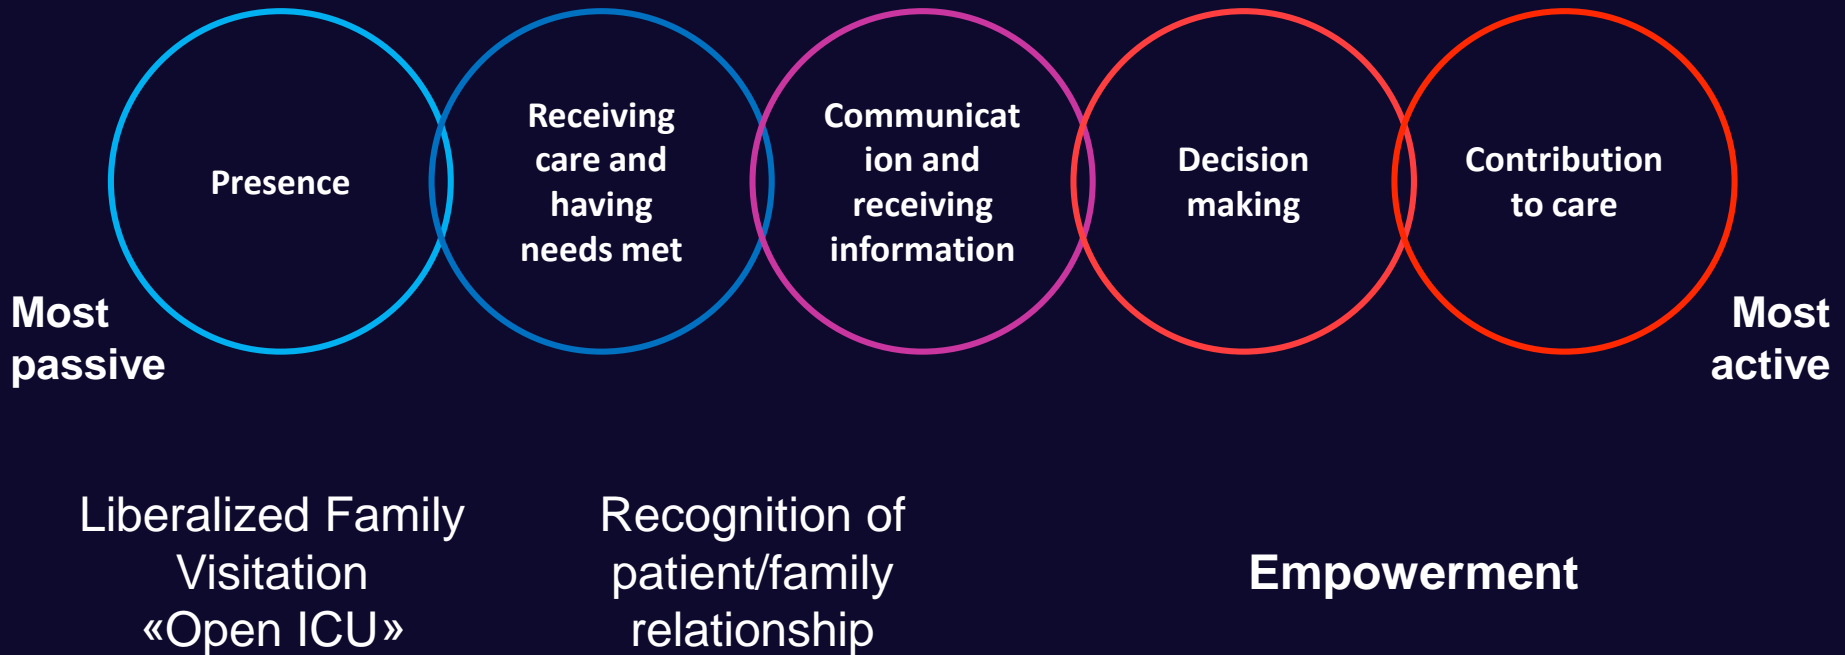 Presence
Receiving
care and
having
needs met
Communicat
ion and
receiving
information
Decision
making
Contribution
to care
Most
passive
Most
active
Liberalized Family
Visitation
«Open ICU»
Recognition of
patient/family
relationship
Empowerment